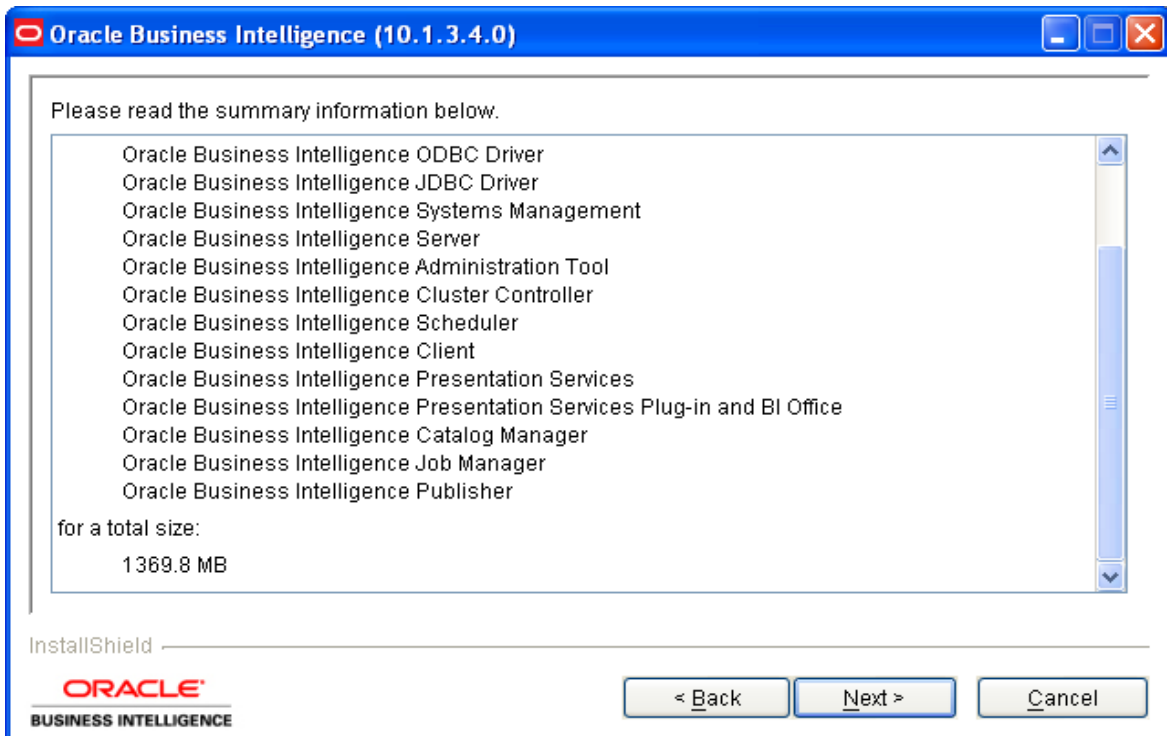 Oracle Business Intelligence (10.1.3.4.0)
Please read the summary information below.
Oracle Business Intelligence ODBC Driver
Oracle Business Intelligence JDBC Driver
Oracle Business Intelligence Systems Management
Oracle Business Intelligence Server
Oracle Business Intelligence Administration Tool
Oracle Business Intelligence Cluster Controller
Oracle Business Intelligence Scheduler
Oracle Business Intelligence Client
Oracle Business Intelligence Presentation Services
Oracle Business Intelligence Presentation Services Plug-in and BI Office
Oracle Business Intelligence Catalog Manager
Oracle Business Intelligence Job Manager
Oracle Business Intelligence Publisher
for a total size:
1369.8 MB
InstallShield
ORACLE
BUSINESS INTELLIGENCE
< Back Next > Cancel